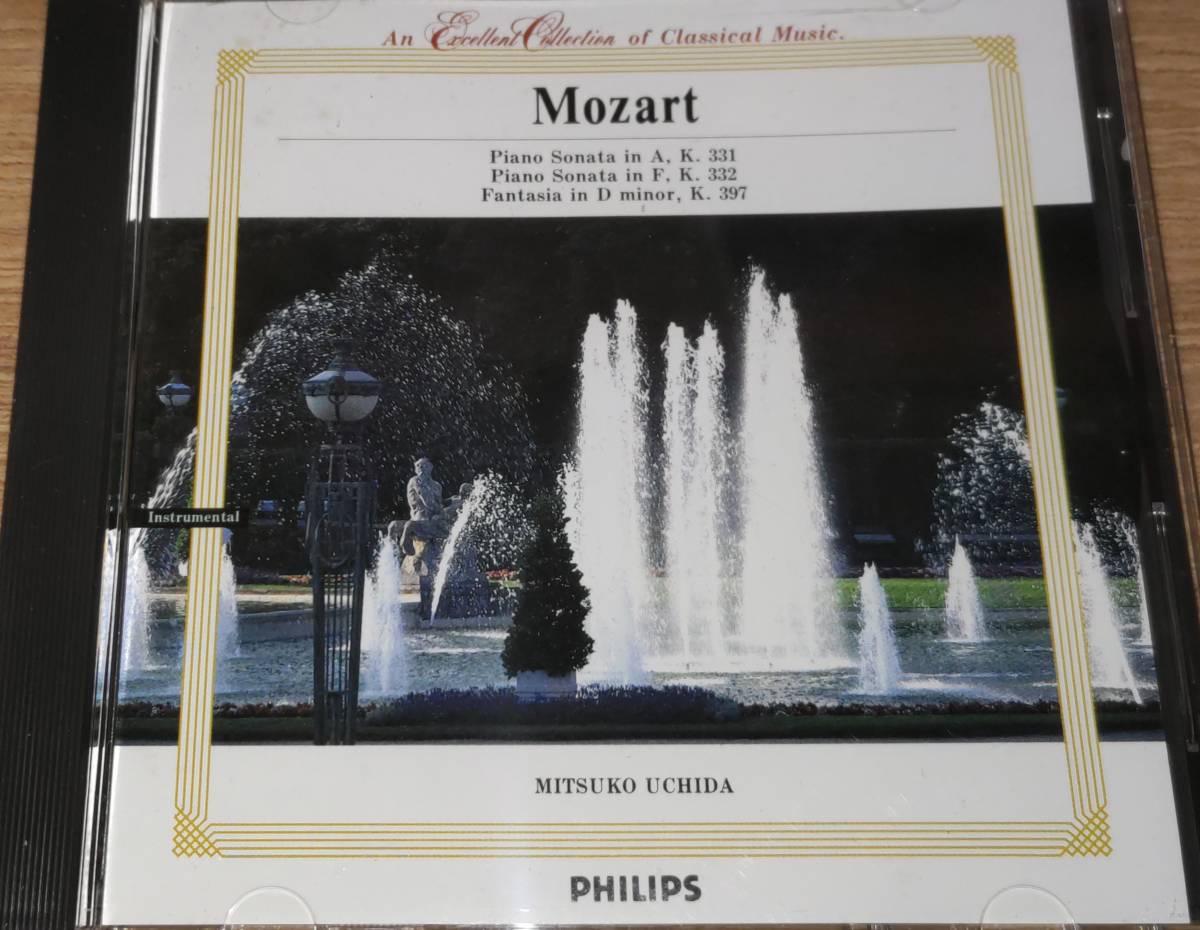 An Excellent Collection of Classical Music.
Mozart
Piano Sonata in A, K. 331
Piano Sonata in F, K. 332
Fantasia in D minor, K. 397
Instrumental
MITSUKO UCHIDA
PHILIPS